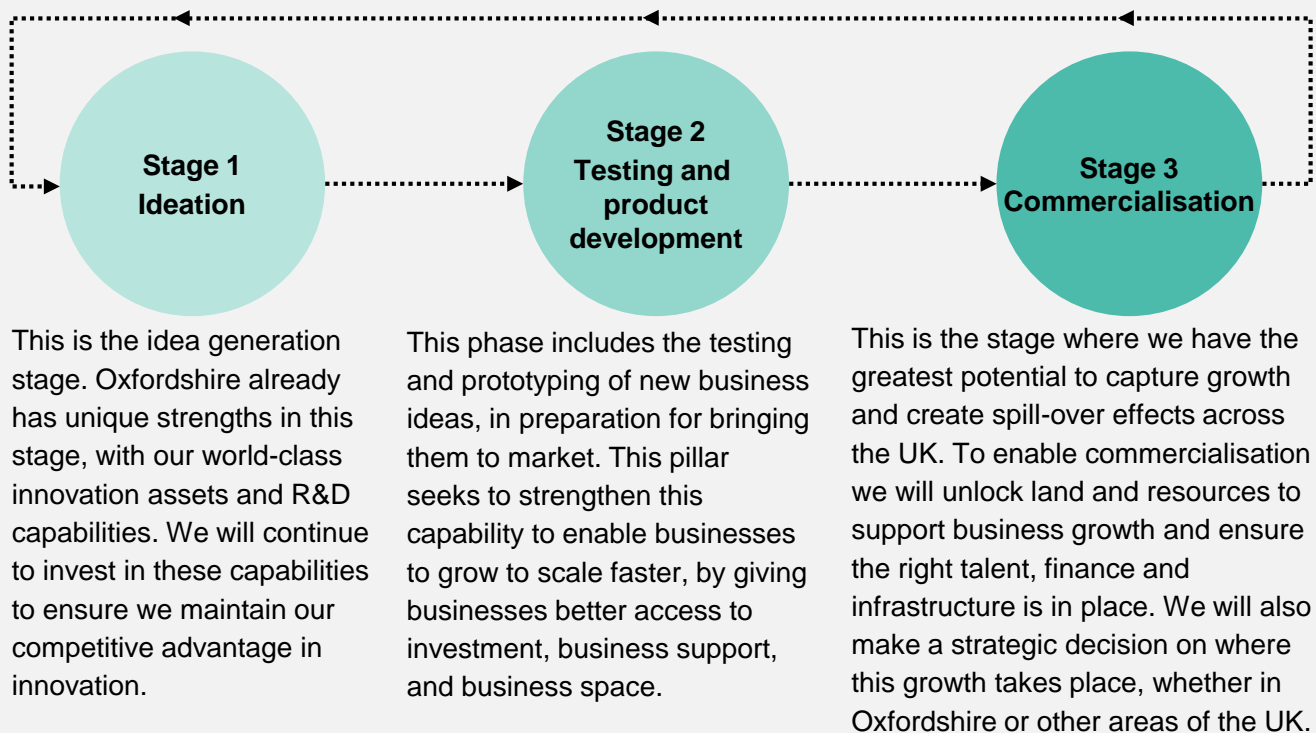 Stage 1
Ideation
Stage 2
Testing and
product
development
Stage 3
Commercialisation
This is the idea generation
stage. Oxfordshire already
has unique strengths in this
stage, with our world-class
innovation assets and R&D
capabilities. We will continue
to invest in these capabilities
to ensure we maintain our
competitive advantage in
innovation.
This phase includes the testing
and prototyping of new business
ideas, in preparation for bringing
them to market. This pillar
seeks to strengthen this
capability to enable businesses
to grow to scale faster, by giving
businesses better access to
investment, business support,
and business space.
This is the stage where we have the
greatest potential to capture growth
and create spill-over effects across
the UK. To enable commercialisation
we will unlock land and resources to
support business growth and ensure
the right talent, finance and
infrastructure is in place. We will also
make a strategic decision on where
this growth takes place, whether in
Oxfordshire or other areas of the UK.